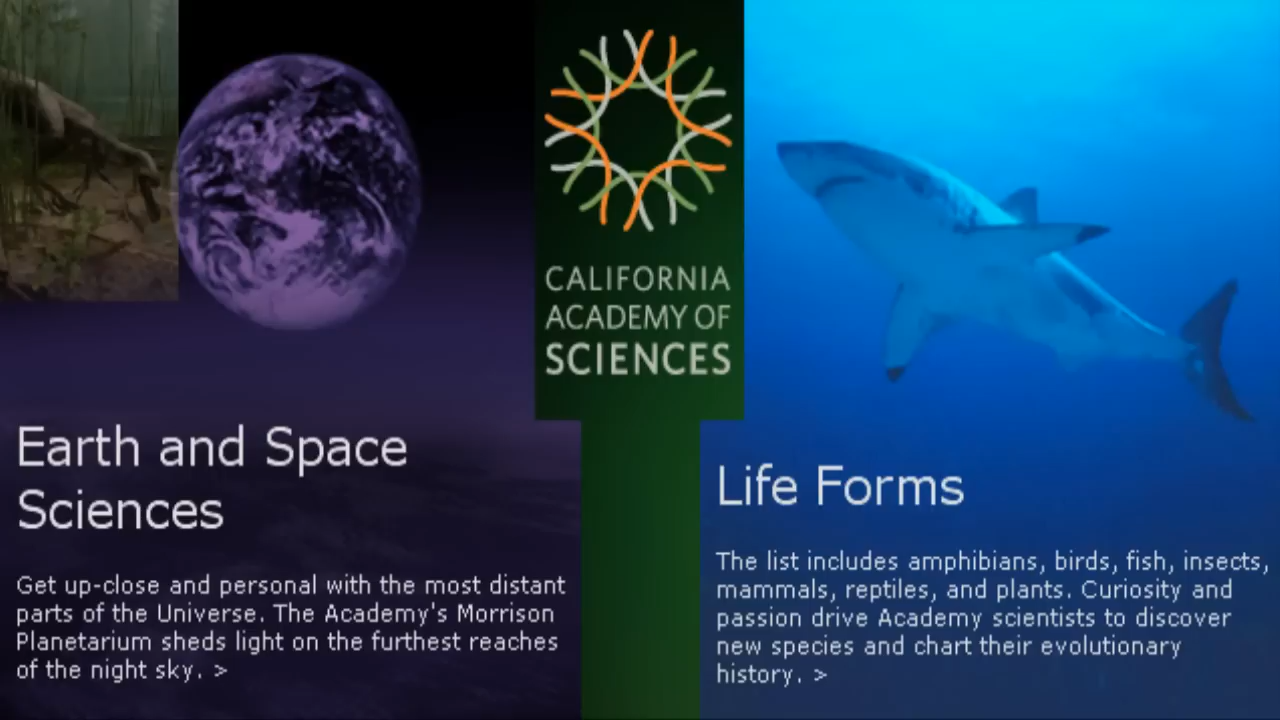 CALIFORNIA
ACADEMY OF
SCIENCES
Earth and Space
Sciences
Get up-close and personal with the most distant
parts of the Universe. The Academy's Morrison
Planetarium sheds light on the furthest reaches
of the night sky. >
Life Forms
The list includes amphibians, birds, fish, insects,
mammals, reptiles, and plants. Curiosity and
passion drive Academy scientists to discover
new species and chart their evolutionary
history. >